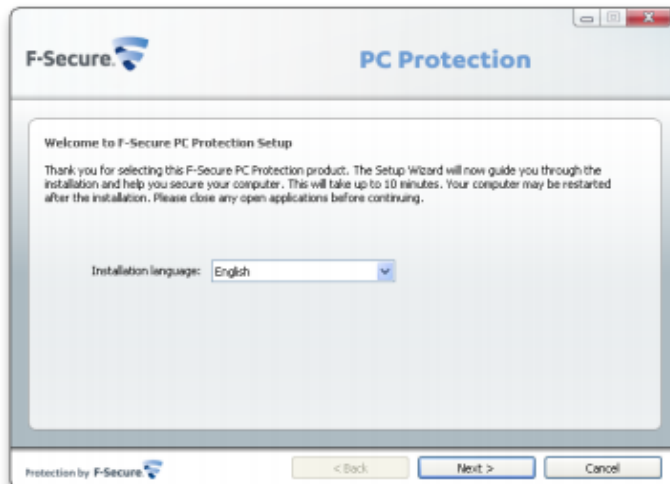 F-Secure.
PC Protection
Welcome to F-Secure PC Protection Setup
Thank you for selecting this F-Secure PC Protection product. The Setup Wizard will now guide you through the
installation and help you secure your computer. This will take up to 10 minutes. Your computer may be restarted
after the installation. Please close any open applications before continuing.
Installation language: English
Protection by F-Secure.
< Back Next > Cancel